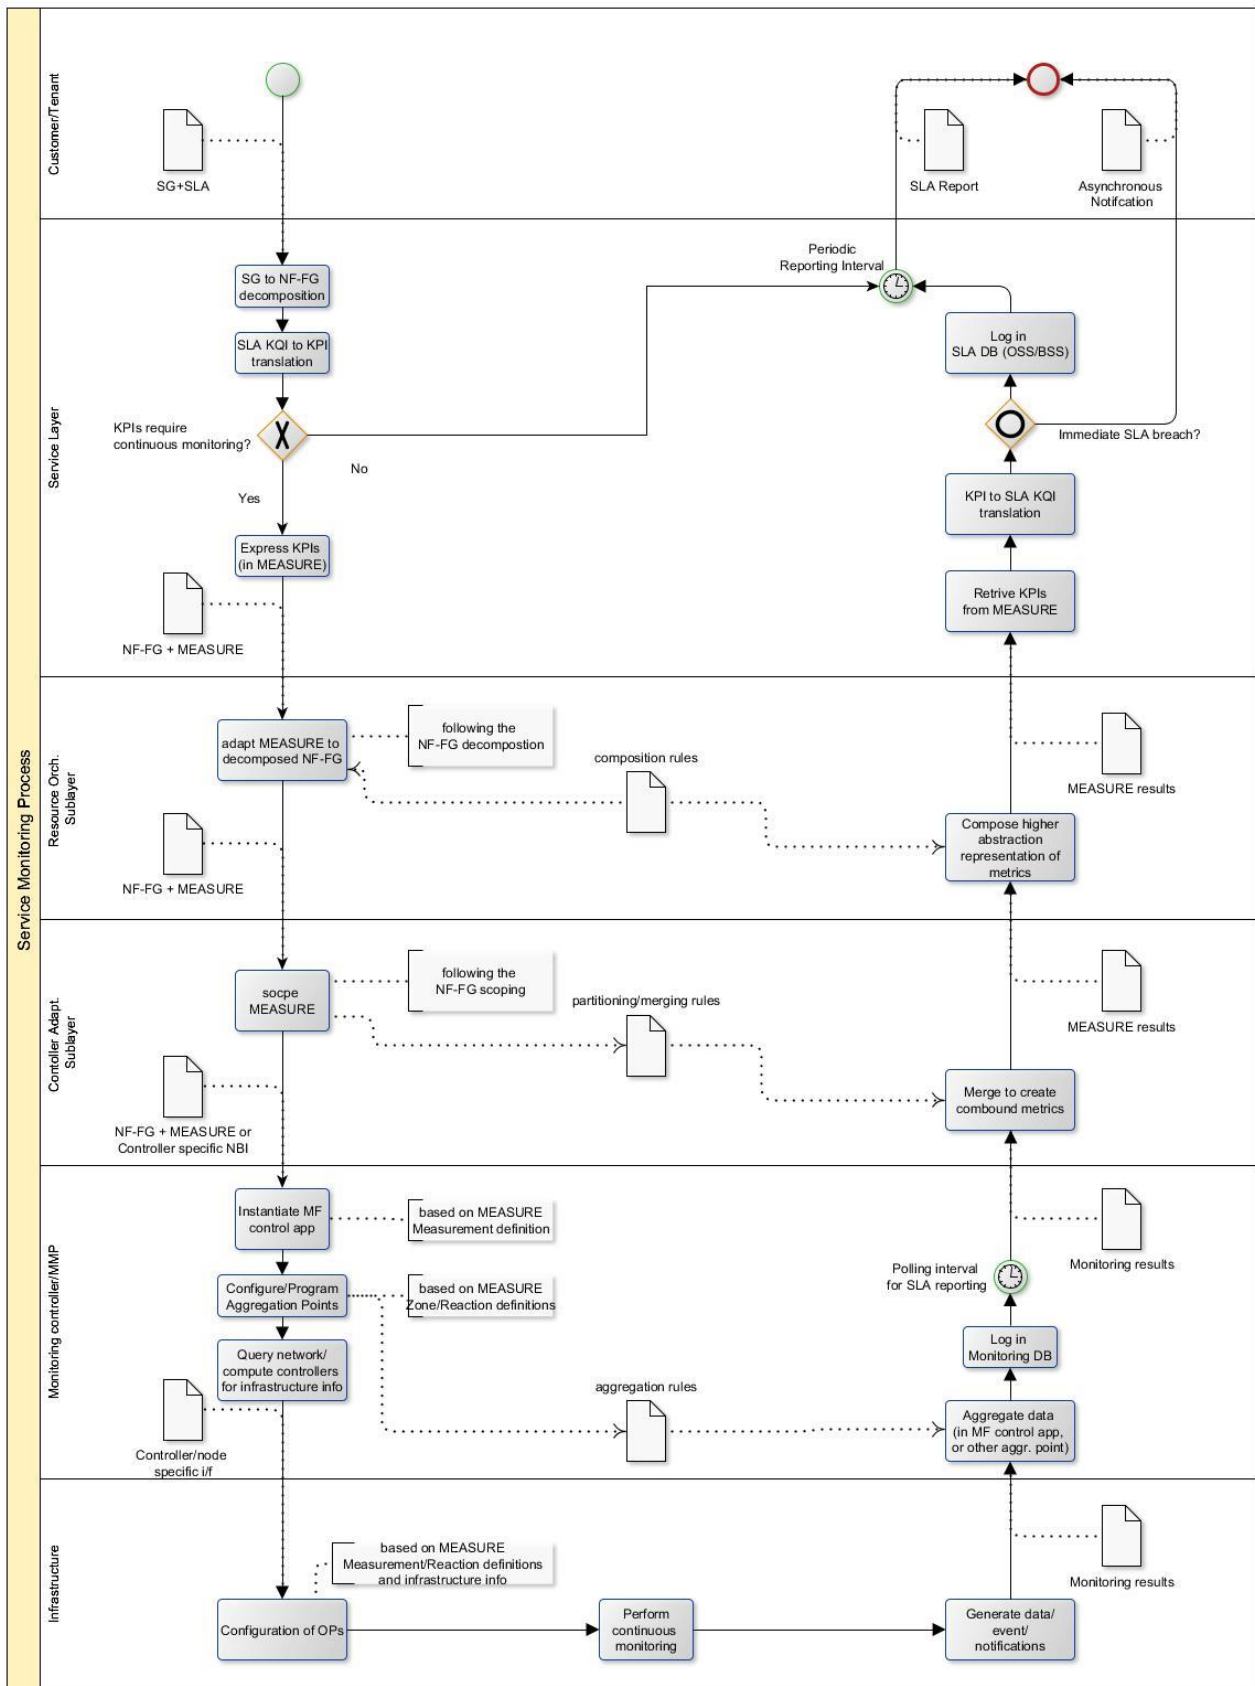 Service Monitoring Process
Customer/Tenant
SG+SLA
SLA Report
Asynchronous
Notifcation
Service Layer
SG to NF-FG
decomposition
SLA KQI to KPI
translation
KPIs require
continuous monitoring?
No
Yes
Express KPIs
(in MEASURE)
NF-FG + MEASURE
Periodic
Reporting Interval
Log in
SLA DB (OSS/BSS)
Immediate SLA breach?
KPI to SLA KQI
translation
Retrive KPIs
from MEASURE
Resource Orch.
Sublayer
adapt MEASURE to
decomposed NF-FG
following the
NF-FG decompostion
composition rules
NF-FG + MEASURE
MEASURE results
Compose higher
abstraction
representation of
metrics
Contoller Adapt.
Sublayer
socpe
MEASURE
following the
NF-FG scoping
partitioning/merging rules
NF-FG + MEASURE or
Controller specific NBI
MEASURE results
Merge to create
combound metrics
Monitoring controller/MMP
Instantiate MF
control app
based on MEASURE
Measurement definition
Configure/Program
Aggregation Points
based on MEASURE
Zone/Reaction definitions
Query network/
compute controllers
for infrastructure info
Controller/node
specific i/f
aggregation rules
Monitoring results
Polling interval
for SLA reporting
Log in
Monitoring DB
Aggregate data
(in MF control app,
or other aggr. point)
Infrastructure
based on MEASURE
Measurement/Reaction definitions
and infrastructure info
Configuration of OPs
Perform
continuous
monitoring
Generate data/
event/
notifications
Monitoring results